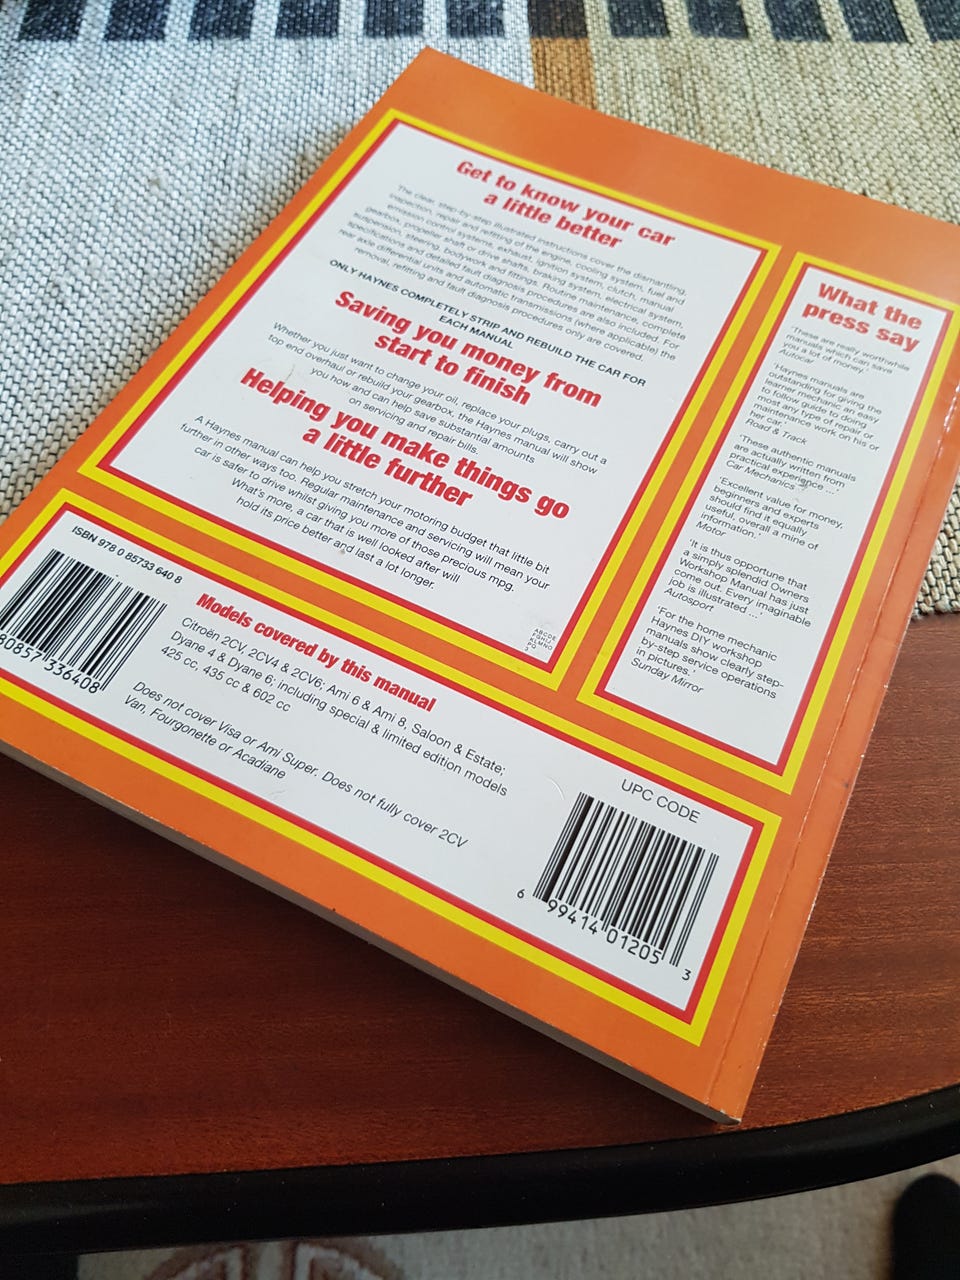 Get to know your car
a little better
The clear, step-by-step illustrated instructions cover the dismantling,
inspection, repair and refitting of the engine, cooling system, fuel and
emission control systems, exhaust, ignition system, clutch, manual
gearbox, propeller shaft or drive shafts, braking system, electrical system,
suspension, steering, bodywork and fittings. Routine maintenance, complete
specifications and detailed fault diagnosis procedures are also included. For
rear axle differential units and automatic transmissions (where applicable) the
removal, refitting and fault diagnosis procedures only are covered.
ONLY HAYNES COMPLETELY STRIP AND REBUILD THE CAR FOR
EACH MANUAL
Saving you money from
start to finish
Whether you just want to change your oil, replace your plugs, carry out a
top end overhaul or rebuild your gearbox, the Haynes manual will show
you how and can help save substantial amounts
on servicing and repair bills.
Helping you make things go
a little further
A Haynes manual can help you stretch your motoring budget that little bit
further in other ways too. Regular maintenance and servicing will mean your
car is safer to drive whilst giving you more of those precious mpg.
What's more, a car that is well looked after will
hold its price better and last a lot longer.
ABCDE
FGHIJ
KLMNO
PQ
3
What the
press say
'These are really worthwhile
manuals which can save
you a lot of money.'
Autocar
'Haynes manuals are
outstanding for giving the
learner mechanic an easy
to follow guide to doing
most any type of repair or
maintenance work on his or
her car.'
Road & Track
'These authentic manuals
are actually written from
practical experience ...'
Car Mechanics
'Excellent value for money,
beginners and experts
should find it equally
useful, overall a mine of
information.'
Motor
'It is thus opportune that
a simply splendid Owners
Workshop Manual has just
come out. Every imaginable
job is illustrated ...'
Autosport
'For the home mechanic
Haynes DIY workshop
manuals show clearly step-
by-step service operations
in pictures.'
Sunday Mirror
ISBN 978 0 85733 640 8
80857 336408
Models covered by this manual
Citroën 2CV, 2CV4 & 2CV6; Ami 6 & Ami 8, Saloon & Estate;
Dyane 4 & Dyane 6: including special & limited edition models
425 cc, 435 cc & 602 cc
Does not cover Visa or Ami Super. Does not fully cover 2CV
Van, Fourgonette or Acadiane
UPC CODE
6 99414 01205 3